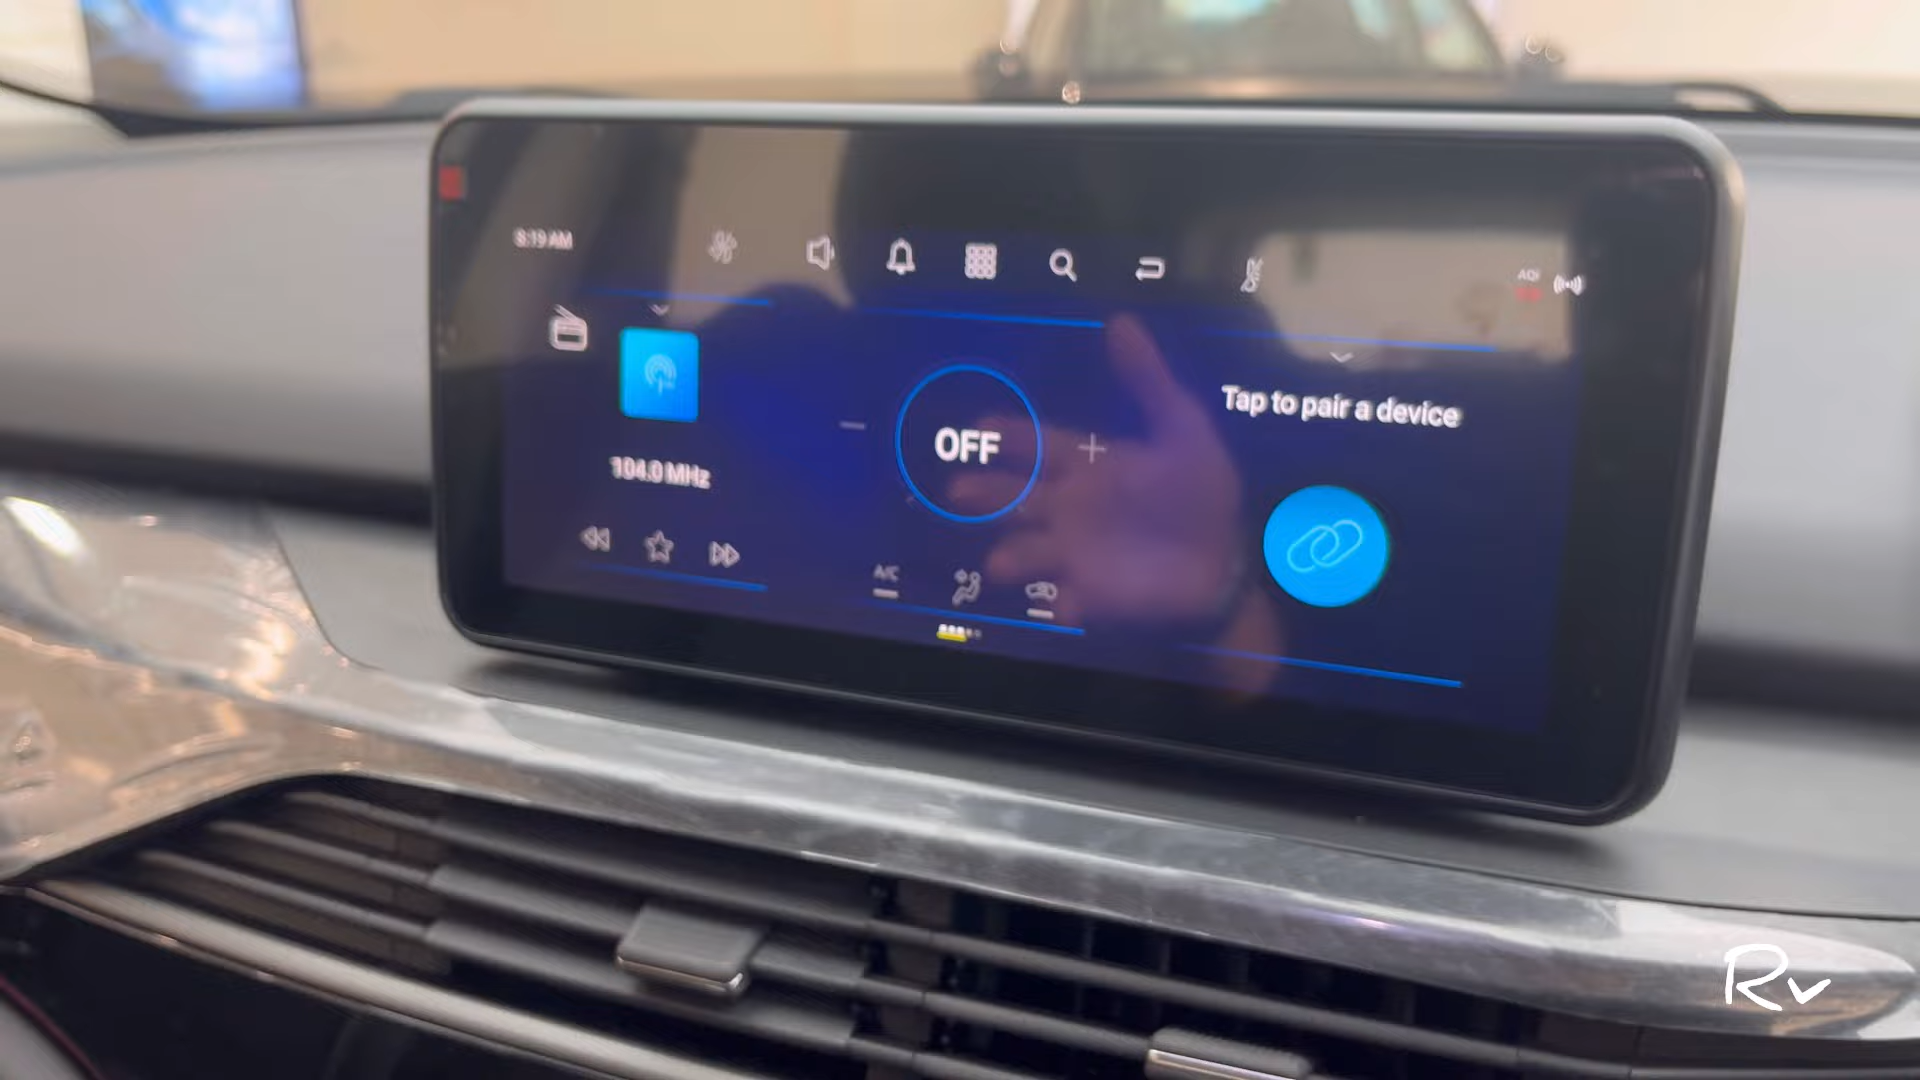 8:19 AM
AQI
Tap to pair a device
OFF
104.0 MHz
A/C
Rv